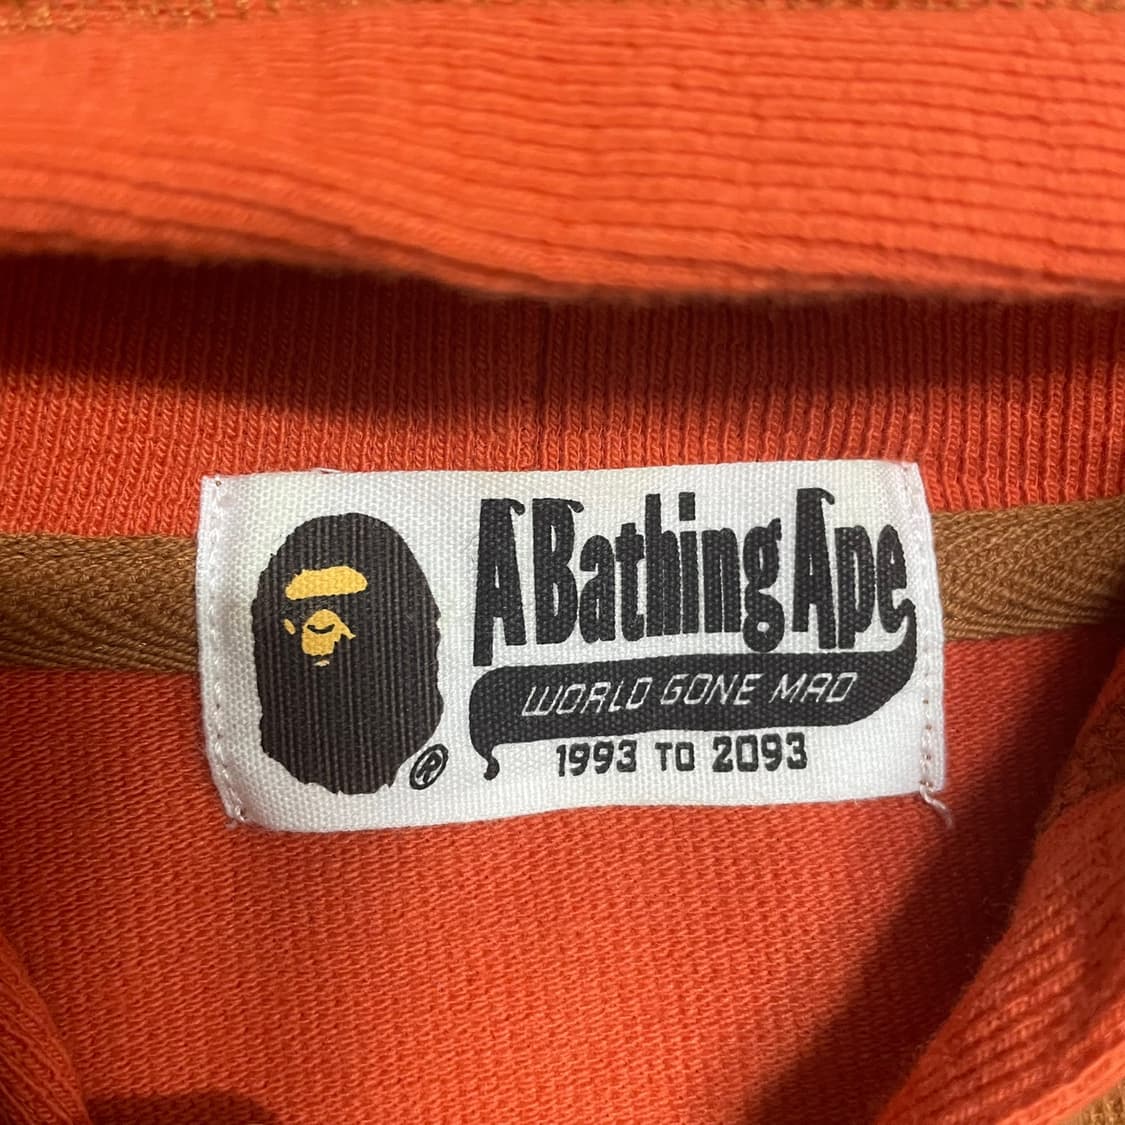 A Bathing Ape
WORLD GONE MAD
1993 TO 2093
®